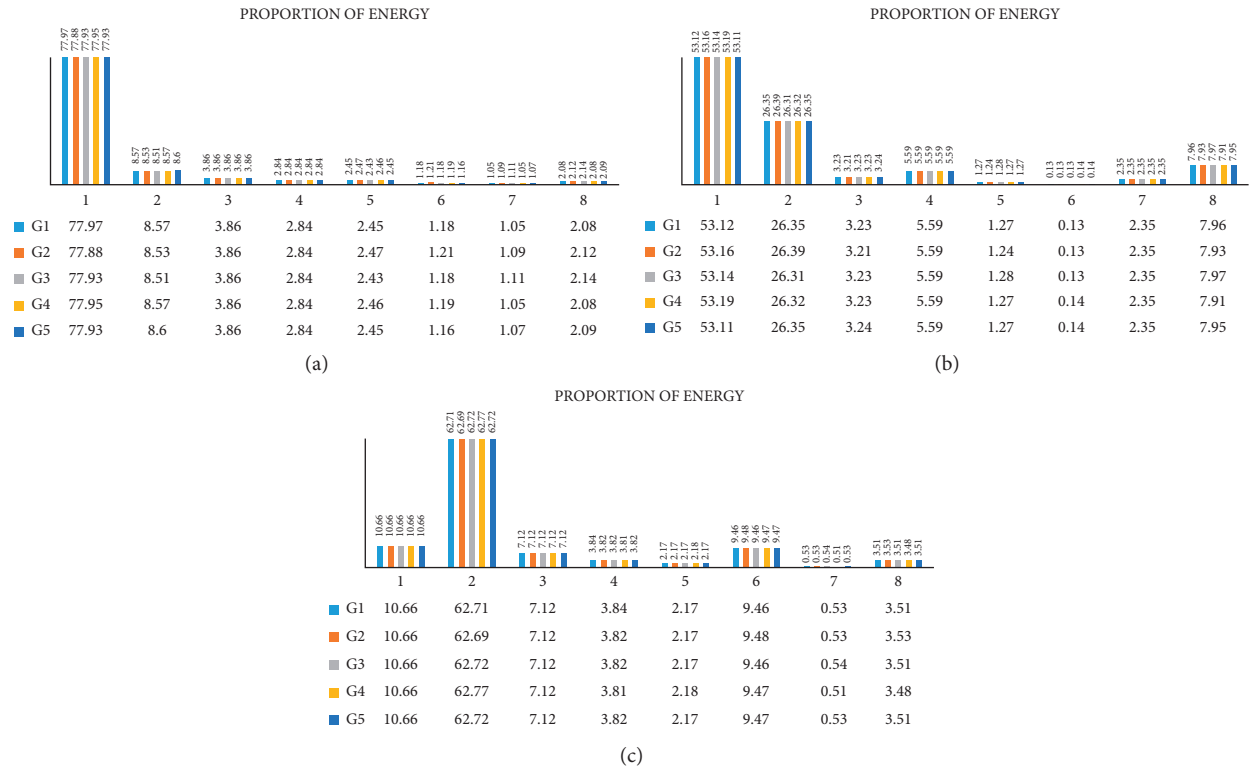 PROPORTION OF ENERGY
77.97 77.88 77.93 77.95 77.93
8.57 8.53 8.51 8.57 8.6
3.86 3.86 3.86 3.86 3.86
2.84 2.84 2.84 2.84 2.84
2.45 2.47 2.43 2.46 2.45
1.18 1.21 1.18 1.19 1.16
1.05 1.09 1.11 1.05 1.07
2.08 2.12 2.14 2.08 2.09
1 2 3 4 5 6 7 8
G1 77.97 8.57 3.86 2.84 2.45 1.18 1.05 2.08
G2 77.88 8.53 3.86 2.84 2.47 1.21 1.09 2.12
G3 77.93 8.51 3.86 2.84 2.43 1.18 1.11 2.14
G4 77.95 8.57 3.86 2.84 2.46 1.19 1.05 2.08
G5 77.93 8.6 3.86 2.84 2.45 1.16 1.07 2.09
(a)
PROPORTION OF ENERGY
53.12 53.16 53.14 53.19 53.11
26.35 26.39 26.31 26.32 26.35
3.23 3.21 3.23 3.23 3.24
5.59 5.59 5.59 5.59 5.59
1.27 1.24 1.28 1.27 1.27
0.13 0.13 0.13 0.14 0.14
2.35 2.35 2.35 2.35 2.35
7.96 7.93 7.97 7.91 7.95
1 2 3 4 5 6 7 8
G1 53.12 26.35 3.23 5.59 1.27 0.13 2.35 7.96
G2 53.16 26.39 3.21 5.59 1.24 0.13 2.35 7.93
G3 53.14 26.31 3.23 5.59 1.28 0.13 2.35 7.97
G4 53.19 26.32 3.23 5.59 1.27 0.14 2.35 7.91
G5 53.11 26.35 3.24 5.59 1.27 0.14 2.35 7.95
(b)
PROPORTION OF ENERGY
10.66 10.66 10.66 10.66 10.66
62.71 62.69 62.72 62.77 62.72
7.12 7.12 7.12 7.12 7.12
3.84 3.82 3.82 3.81 3.82
2.17 2.17 2.17 2.18 2.17
9.46 9.48 9.46 9.47 9.47
0.53 0.53 0.54 0.51 0.53
3.51 3.53 3.51 3.48 3.51
1 2 3 4 5 6 7 8
G1 10.66 62.71 7.12 3.84 2.17 9.46 0.53 3.51
G2 10.66 62.69 7.12 3.82 2.17 9.48 0.53 3.53
G3 10.66 62.72 7.12 3.82 2.17 9.46 0.54 3.51
G4 10.66 62.77 7.12 3.81 2.18 9.47 0.51 3.48
G5 10.66 62.72 7.12 3.82 2.17 9.47 0.53 3.51
(c)